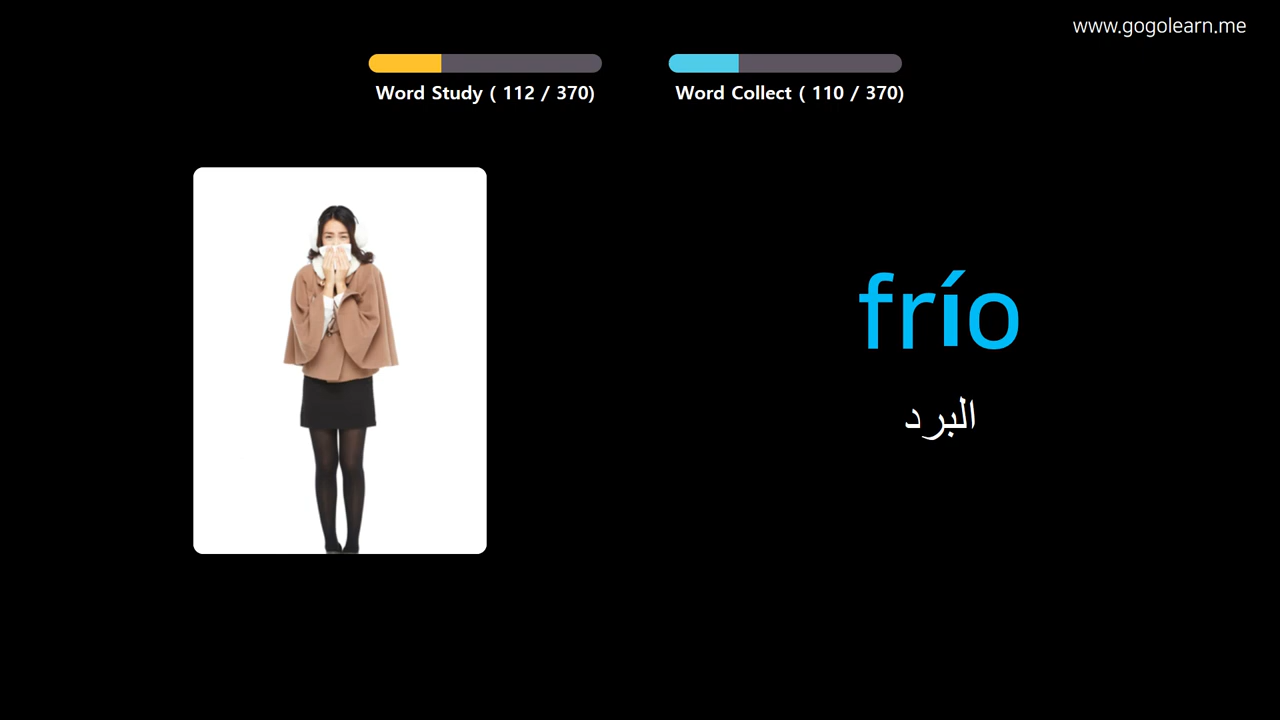 www.gogolearn.me
Word Study ( 112 / 370)
Word Collect ( 110 / 370)
frío
البرد